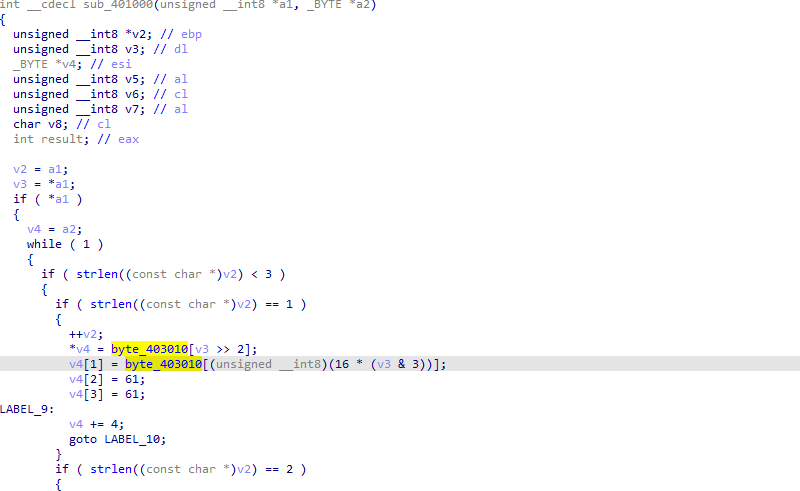 int __cdecl sub_401000(unsigned __int8 *a1, _BYTE *a2)
{
  unsigned __int8 *v2; // ebp
  unsigned __int8 v3; // dl
  _BYTE *v4; // esi
  unsigned __int8 v5; // al
  unsigned __int8 v6; // cl
  unsigned __int8 v7; // al
  char v8; // cl
  int result; // eax

  v2 = a1;
  v3 = *a1;
  if ( *a1 )
  {
    v4 = a2;
    while ( 1 )
    {
      if ( strlen((const char *)v2) < 3 )
      {
        if ( strlen((const char *)v2) == 1 )
        {
          ++v2;
          *v4 = byte_403010[v3 >> 2];
          v4[1] = byte_403010[(unsigned __int8)(16 * (v3 & 3))];
          v4[2] = 61;
          v4[3] = 61;
LABEL_9:
          v4 += 4;
          goto LABEL_10;
        }
        if ( strlen((const char *)v2) == 2 )
        {